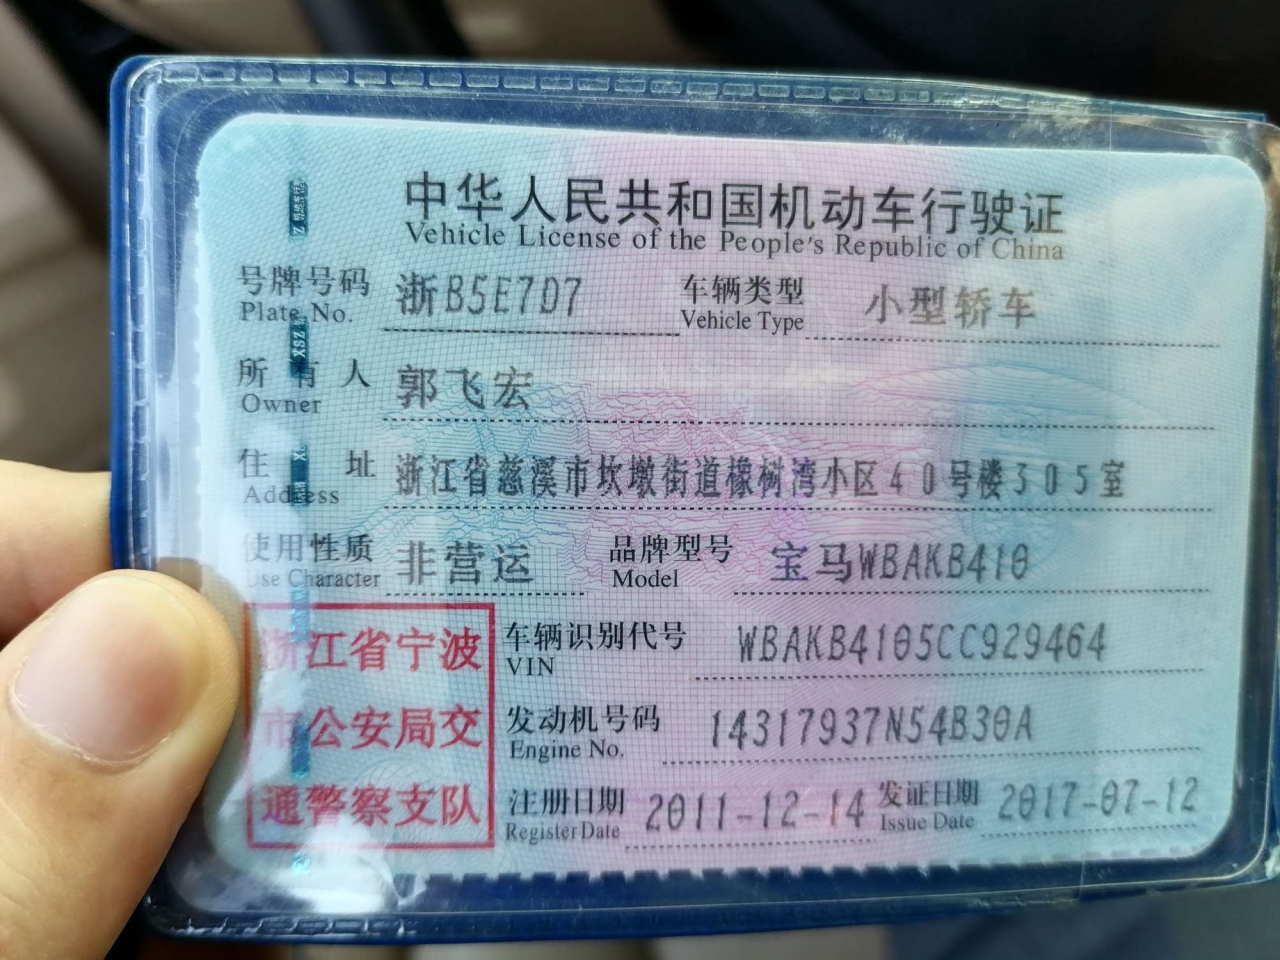 中华人民共和国机动车行驶证
Vehicle License of the People's Republic of China
号牌号码 浙B5E7D7 车辆类型 小型轿车
Plate No. Vehicle Type
所有人 郭飞宏
Owner
住址 浙江省慈溪市坎墩街道橡树湾小区40号楼305室
Address
使用性质 非营运 品牌型号 宝马WBAKB410
Use Character Model
浙江省宁波
市公安局交
通警察支队
车辆识别代号 WBAKB4105CC929464
VIN
发动机号码 14317937N54B30A
Engine No.
注册日期 2011-12-14 发证日期 2017-07-12
Register Date Issue Date